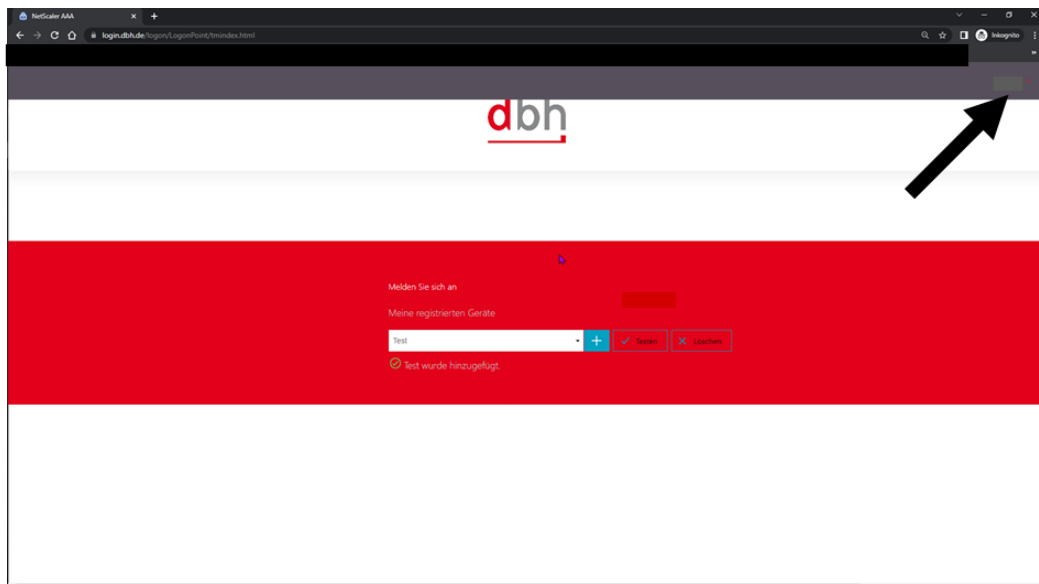 NetScaler AAA
login.dbh.de/logon/LogonPoint/tmindex.html
Inkognito
dbh
Melden Sie sich an
Meine registrierten Geräte
Test
Testen
Löschen
Test wurde hinzugefügt.